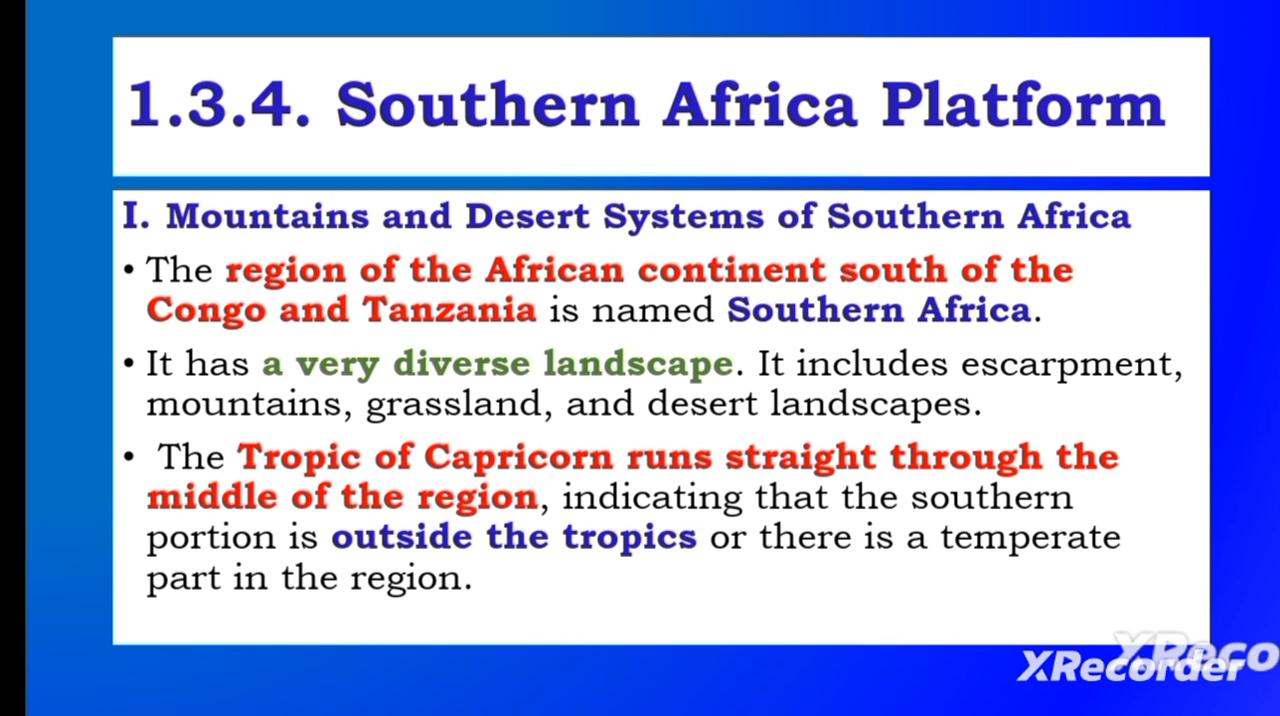 1.3.4. Southern Africa Platform
I. Mountains and Desert Systems of Southern Africa
• The region of the African continent south of the
Congo and Tanzania is named Southern Africa.
• It has a very diverse landscape. It includes escarpment,
mountains, grassland, and desert landscapes.
• The Tropic of Capricorn runs straight through the
middle of the region, indicating that the southern
portion is outside the tropics or there is a temperate
part in the region.
XReco
XRecorder